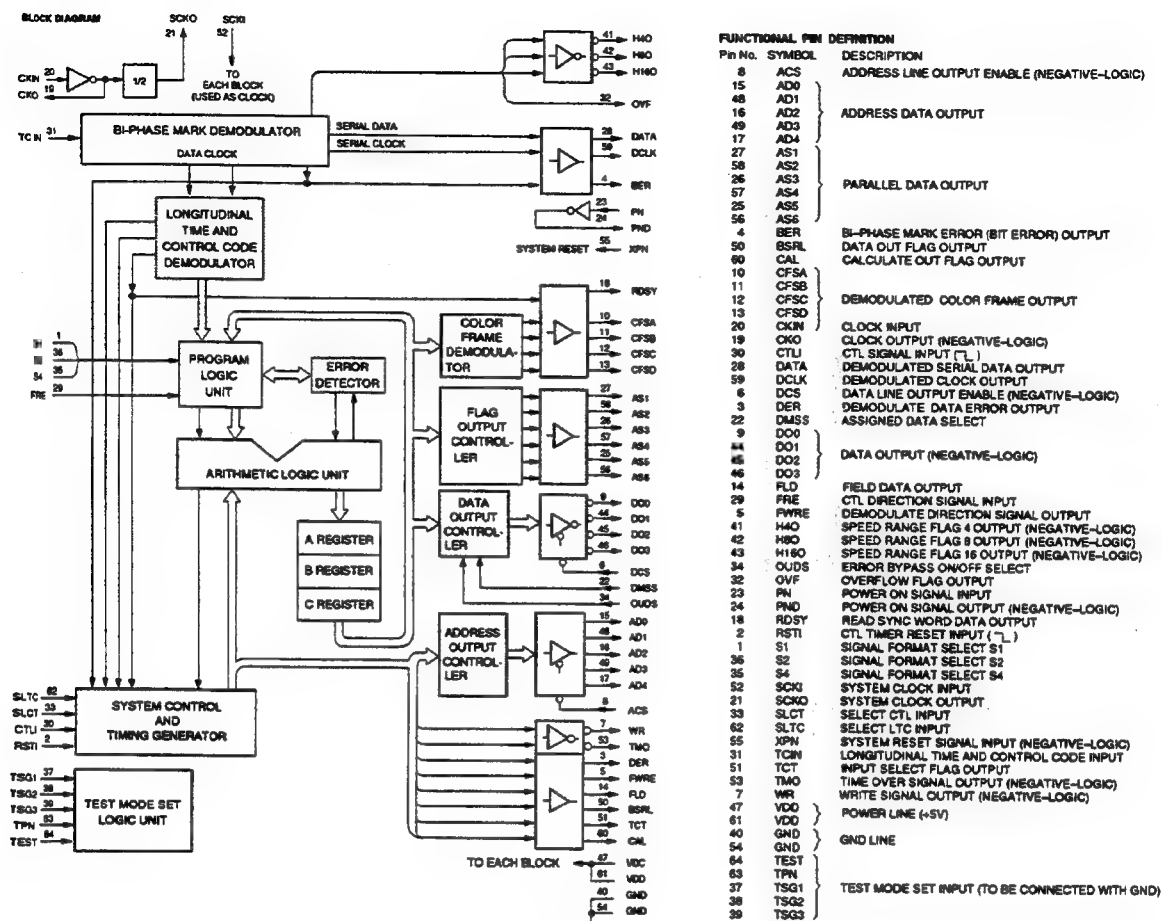 BLOCK DIAGRAM
SCKO
21
SCKI
52
CKIN 20
CKO 19
1/2
TO
EACH BLOCK
(USED AS CLOCK)
41 H4O
42 H8O
43 H16O
32 OVF
TC IN 31
BI-PHASE MARK DEMODULATOR
DATA CLOCK
SERIAL DATA
SERIAL CLOCK
28 DATA
59 DCLK
4 BER
LONGITUDINAL
TIME AND
CONTROL CODE
DEMODULATOR
23 PN
24 PND
SYSTEM RESET 55 XPN
18 RDSY
COLOR
FRAME
DEMODULA-
TOR
10 CFSA
11 CFSB
12 CFSC
13 CFSD
1
36
S4 35
FRE 29
PROGRAM
LOGIC
UNIT
ERROR
DETECTOR
FLAG
OUTPUT
CONTROL-
LER
27 AS1
58 AS2
26 AS3
57 AS4
25 AS5
56 AS6
ARITHMETIC LOGIC UNIT
DATA
OUTPUT
CONTROL-
LER
9 DO0
44 DO1
45 DO2
46 DO3
6 DCS
22 DMSS
34 OUDS
A REGISTER
B REGISTER
C REGISTER
ADDRESS
OUTPUT
CONTROL-
LER
15 AD0
48 AD1
16 AD2
49 AD3
17 AD4
8 ACS
SLTC 62
SLCT 33
CTLI 30
RSTI 2
SYSTEM CONTROL
AND
TIMING GENERATOR
7 WR
53 TMO
3 DER
5 FWRE
14 FLD
50 BSRL
51 TCT
60 CAL
TSG1 37
TSG2 38
TSG3 39
TPN 63
TEST 64
TEST MODE SET
LOGIC UNIT
TO EACH BLOCK
47 VDC
61 VDD
40 GND
54 GND
FUNCTIONAL PIN DEFINITION
Pin No. SYMBOL DESCRIPTION
8 ACS ADDRESS LINE OUTPUT ENABLE (NEGATIVE-LOGIC)
15 AD0
48 AD1
16 AD2 ADDRESS DATA OUTPUT
49 AD3
17 AD4
27 AS1
58 AS2
26 AS3 PARALLEL DATA OUTPUT
57 AS4
25 AS5
56 AS6
4 BER BI-PHASE MARK ERROR (BIT ERROR) OUTPUT
50 BSRL DATA OUT FLAG OUTPUT
60 CAL CALCULATE OUT FLAG OUTPUT
10 CFSA
11 CFSB
12 CFSC DEMODULATED COLOR FRAME OUTPUT
13 CFSD
20 CKIN CLOCK INPUT
19 CKO CLOCK OUTPUT (NEGATIVE-LOGIC)
30 CTLI CTL SIGNAL INPUT ( )
28 DATA DEMODULATED SERIAL DATA OUTPUT
59 DCLK DEMODULATED CLOCK OUTPUT
6 DCS DATA LINE OUTPUT ENABLE (NEGATIVE-LOGIC)
3 DER DEMODULATE DATA ERROR OUTPUT
22 DMSS ASSIGNED DATA SELECT
9 DO0
44 DO1
45 DO2 DATA OUTPUT (NEGATIVE-LOGIC)
46 DO3
14 FLD FIELD DATA OUTPUT
29 FRE CTL DIRECTION SIGNAL INPUT
5 FWRE DEMODULATE DIRECTION SIGNAL OUTPUT
41 H4O SPEED RANGE FLAG 4 OUTPUT (NEGATIVE-LOGIC)
42 H8O SPEED RANGE FLAG 8 OUTPUT (NEGATIVE-LOGIC)
43 H16O SPEED RANGE FLAG 16 OUTPUT (NEGATIVE-LOGIC)
34 OUDS ERROR BYPASS ON/OFF SELECT
32 OVF OVERFLOW FLAG OUTPUT
23 PN POWER ON SIGNAL INPUT
24 PND POWER ON SIGNAL OUTPUT (NEGATIVE-LOGIC)
18 RDSY READ SYNC WORD DATA OUTPUT
2 RSTI CTL TIMER RESET INPUT ( )
1 S1 SIGNAL FORMAT SELECT S1
36 S2 SIGNAL FORMAT SELECT S2
35 S4 SIGNAL FORMAT SELECT S4
52 SCKI SYSTEM CLOCK INPUT
21 SCKO SYSTEM CLOCK OUTPUT
33 SLCT SELECT CTL INPUT
62 SLTC SELECT LTC INPUT
55 XPN SYSTEM RESET SIGNAL INPUT (NEGATIVE-LOGIC)
31 TCIN LONGITUDINAL TIME AND CONTROL CODE INPUT
51 TCT INPUT SELECT FLAG OUTPUT
53 TMO TIME OVER SIGNAL OUTPUT (NEGATIVE-LOGIC)
7 WR WRITE SIGNAL OUTPUT (NEGATIVE-LOGIC)
47 VDD
61 VDD POWER LINE (+5V)
40 GND
54 GND GND LINE
64 TEST
63 TPN
37 TSG1 TEST MODE SET INPUT (TO BE CONNECTED WITH GND)
38 TSG2
39 TSG3